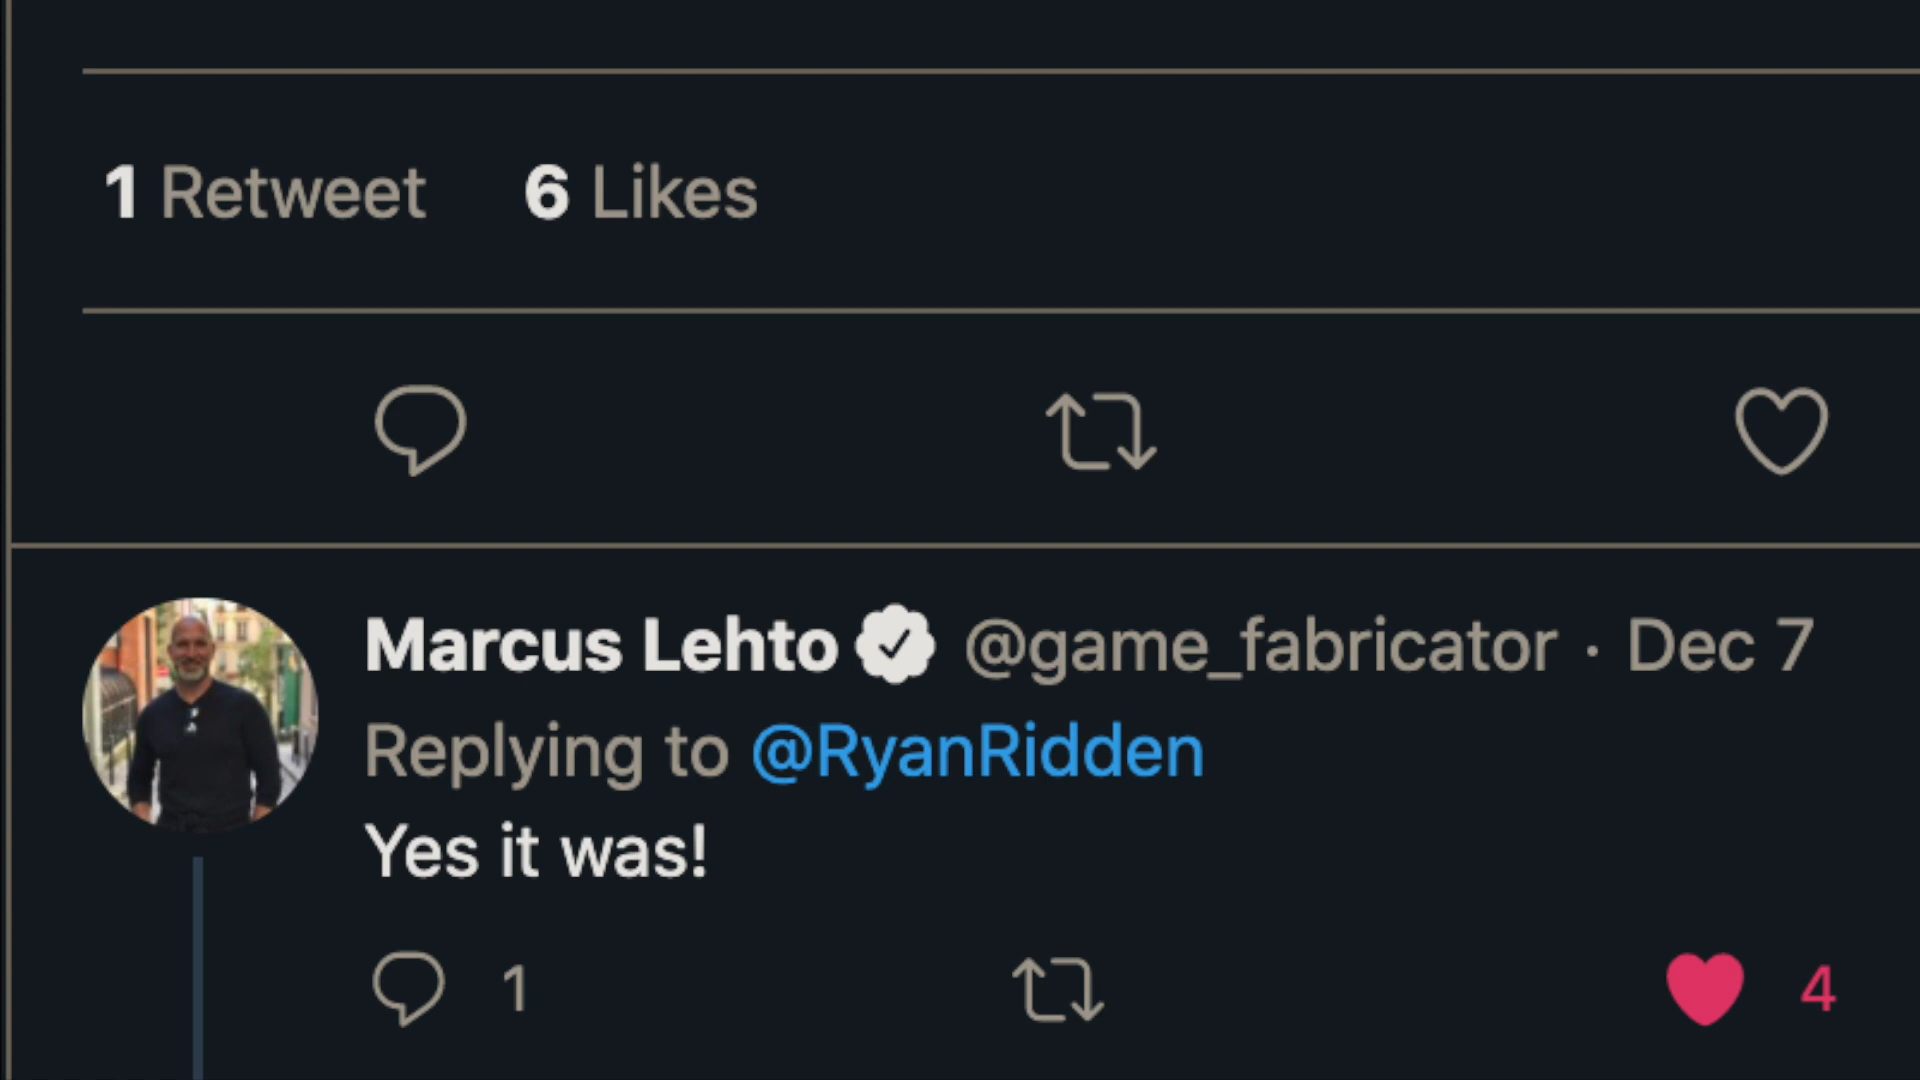 1 Retweet 6 Likes
Marcus Lehto @game_fabricator · Dec 7
Replying to @RyanRidden
Yes it was!
1 4